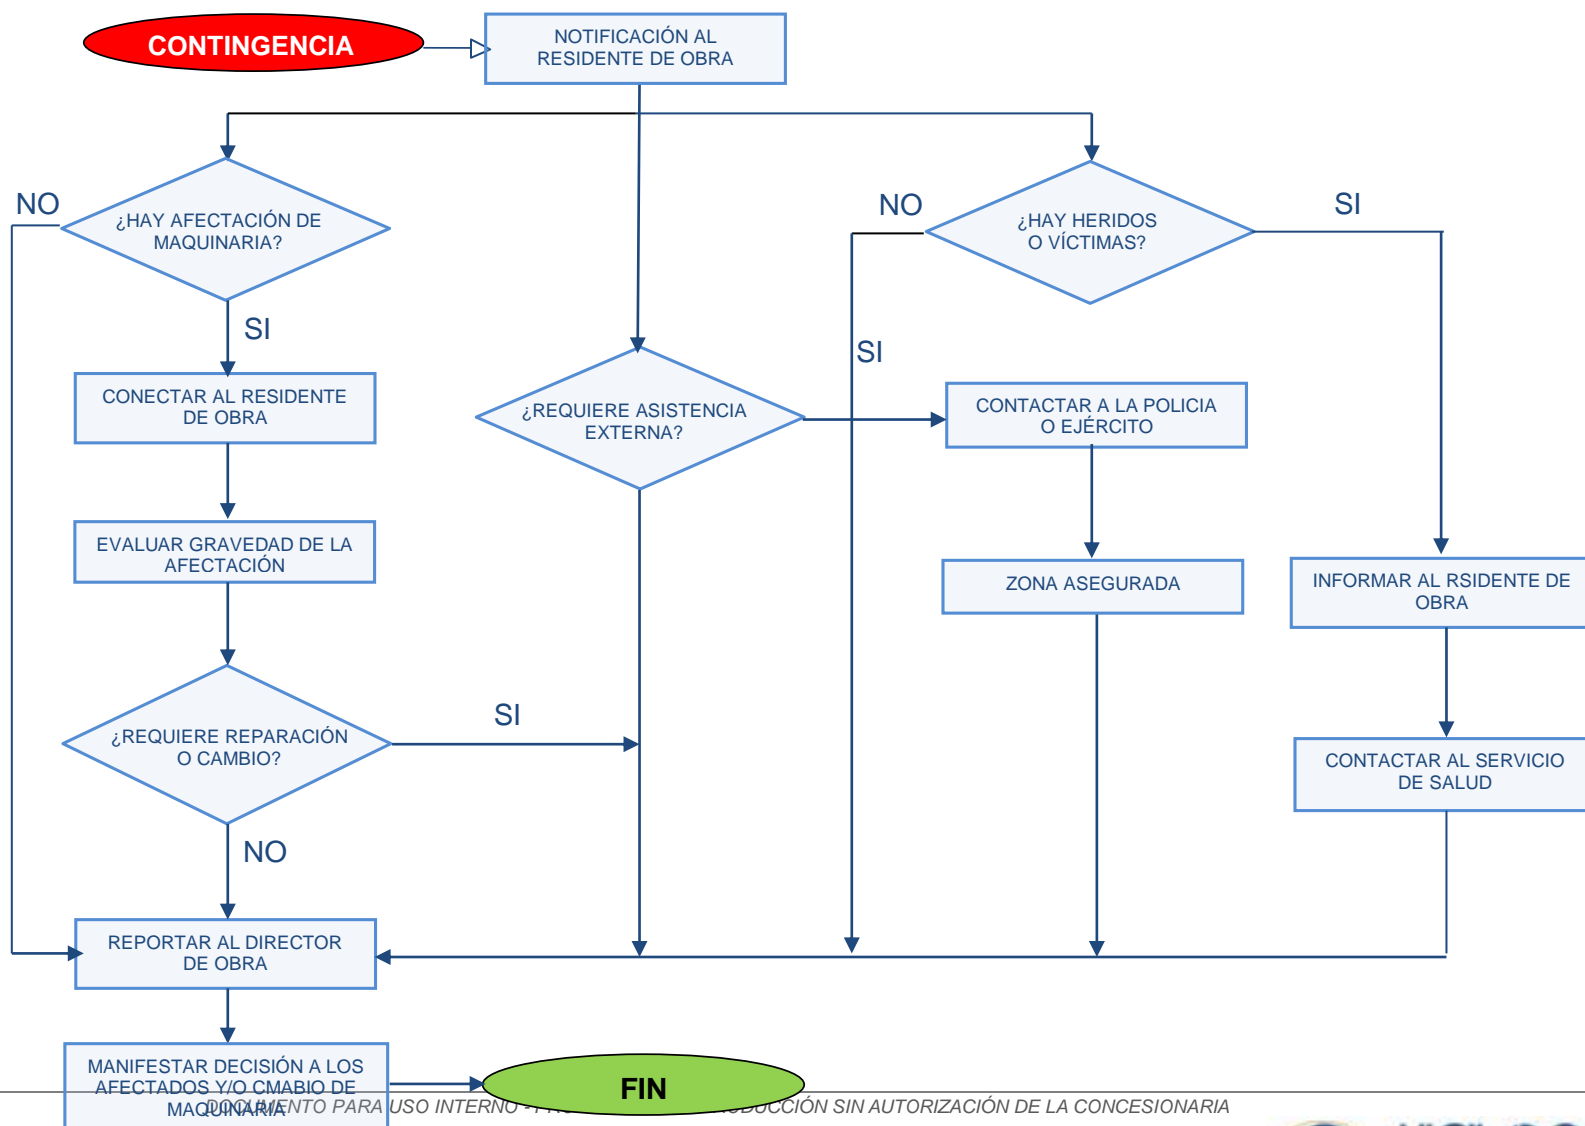 CONTINGENCIA
NOTIFICACIÓN AL
RESIDENTE DE OBRA
NO
¿HAY AFECTACIÓN DE
MAQUINARIA?
SI
NO
¿HAY HERIDOS
O VÍCTIMAS?
SI
CONECTAR AL RESIDENTE
DE OBRA
¿REQUIERE ASISTENCIA
EXTERNA?
SI
CONTACTAR A LA POLICIA
O EJÉRCITO
EVALUAR GRAVEDAD DE LA
AFECTACIÓN
ZONA ASEGURADA
INFORMAR AL RSIDENTE DE
OBRA
¿REQUIERE REPARACIÓN
O CAMBIO?
SI
NO
CONTACTAR AL SERVICIO
DE SALUD
REPORTAR AL DIRECTOR
DE OBRA
MANIFESTAR DECISIÓN A LOS
AFECTADOS Y/O CMABIO DE
MAQUINARIA
FIN
DOCUMENTO PARA USO INTERNO - SIN AUTORIZACIÓN DE LA CONCESIONARIA